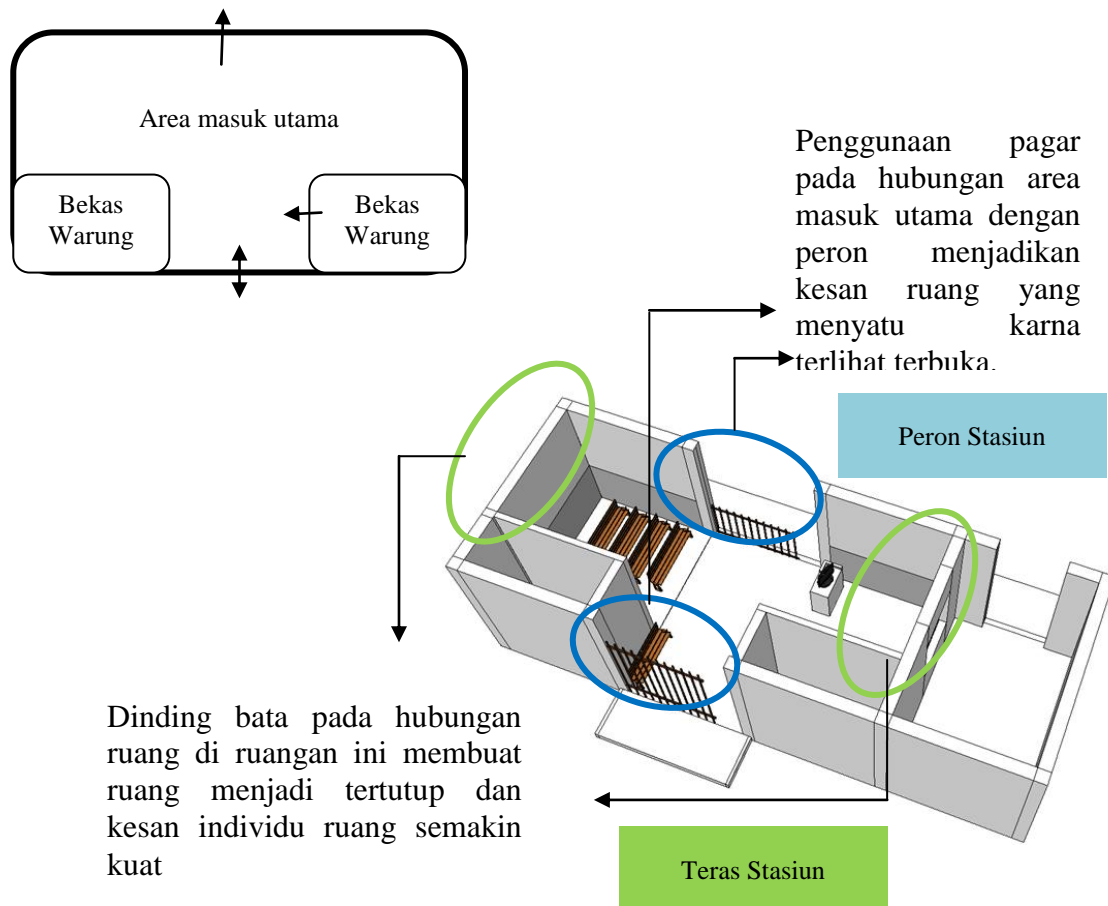 Area masuk utama
Bekas
Warung
Bekas
Warung
Penggunaan pagar
pada hubungan area
masuk utama dengan
peron menjadikan
kesan ruang yang
menyatu karna
terlihat terbuka.
Peron Stasiun
Dinding bata pada hubungan
ruang di ruangan ini membuat
ruang menjadi tertutup dan
kesan individu ruang semakin
kuat
Teras Stasiun